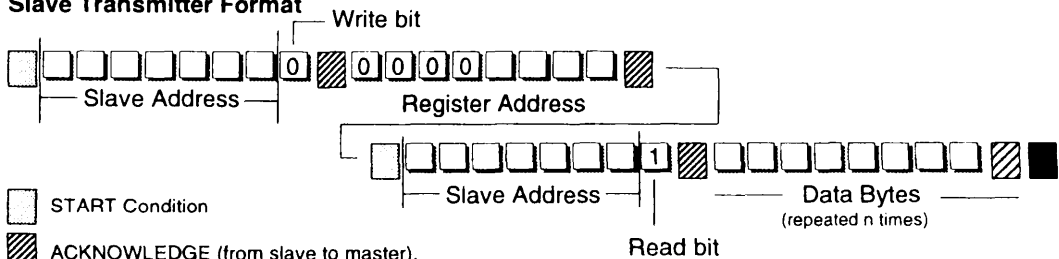 Slave Transmitter Format
Write bit
0 0 0 0 0
Slave Address
Register Address
1
Slave Address
Data Bytes
(repeated n times)
START Condition
Read bit
ACKNOWLEDGE (from slave to master).